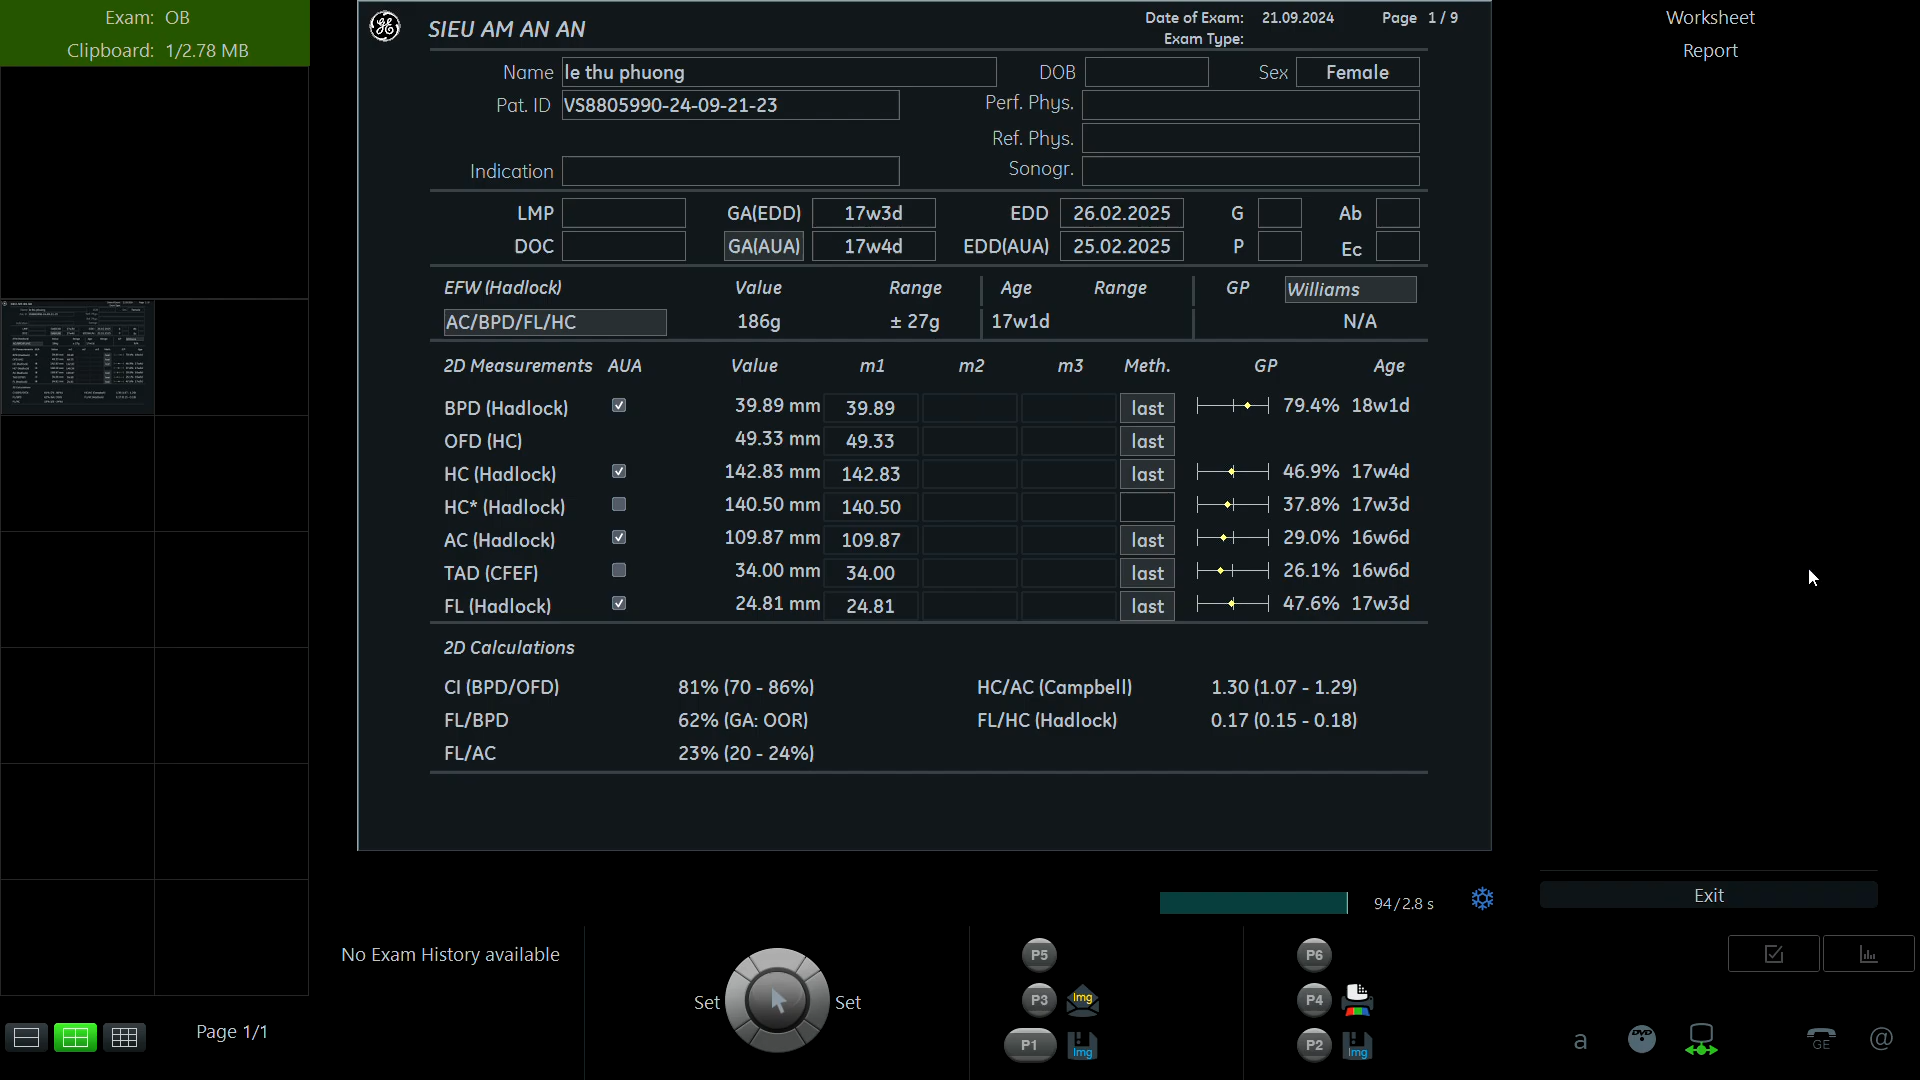 Exam: OB
Clipboard: 1/2.78 MB
SIEU AM AN AN
Date of Exam: 21.09.2024 Page 1 / 9
Exam Type:
Name le thu phuong DOB Sex Female
Pat. ID VS8805990-24-09-21-23 Perf. Phys.
Ref. Phys.
Indication Sonogr.
LMP GA(EDD) 17w3d EDD 26.02.2025 G Ab
DOC GA(AUA) 17w4d EDD(AUA) 25.02.2025 P Ec
EFW (Hadlock) Value Range Age Range GP Williams
AC/BPD/FL/HC 186g ± 27g 17w1d N/A
2D Measurements AUA Value m1 m2 m3 Meth. GP Age
BPD (Hadlock) 39.89 mm 39.89 last 79.4% 18w1d
OFD (HC) 49.33 mm 49.33 last
HC (Hadlock) 142.83 mm 142.83 last 46.9% 17w4d
HC* (Hadlock) 140.50 mm 140.50 37.8% 17w3d
AC (Hadlock) 109.87 mm 109.87 last 29.0% 16w6d
TAD (CFEF) 34.00 mm 34.00 last 26.1% 16w6d
FL (Hadlock) 24.81 mm 24.81 last 47.6% 17w3d
2D Calculations
CI (BPD/OFD) 81% (70 - 86%) HC/AC (Campbell) 1.30 (1.07 - 1.29)
FL/BPD 62% (GA: OOR) FL/HC (Hadlock) 0.17 (0.15 - 0.18)
FL/AC 23% (20 - 24%)
Worksheet
Report
94/2.8 s
Exit
No Exam History available
Set Set
P5
P3 Img
P1 Img
P6
P4
P2 Img
Page 1/1
a DVD GE @